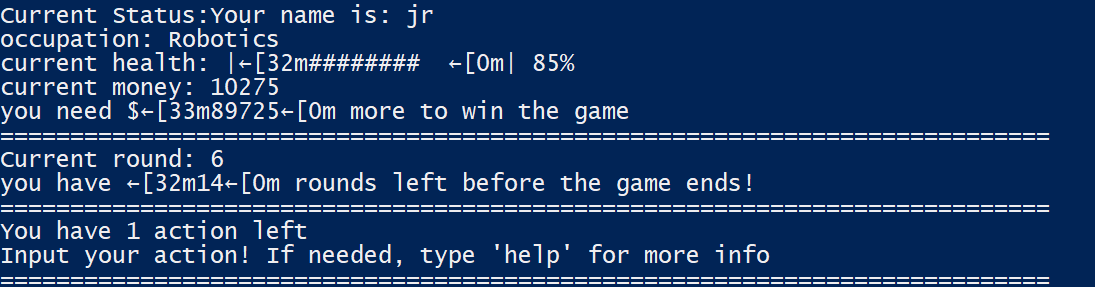 Current Status:Your name is: jr
occupation: Robotics
current health: |←[32m########  ←[0m| 85%
current money: 10275
you need $←[33m89725←[0m more to win the game
===========================================================================
Current round: 6
you have ←[32m14←[0m rounds left before the game ends!
===========================================================================
You have 1 action left
Input your action! If needed, type 'help' for more info
===========================================================================